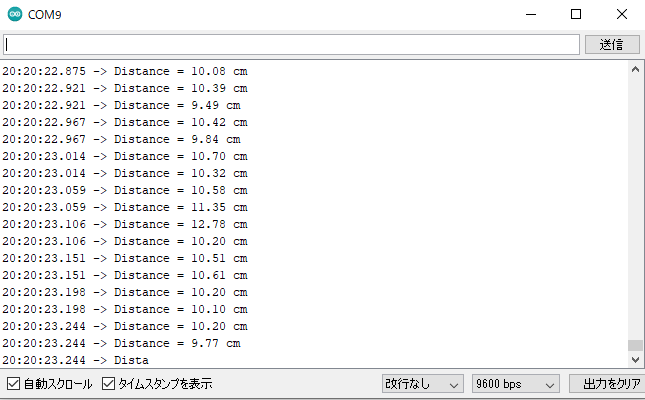 COM9
送信
20:20:22.875 -> Distance = 10.08 cm
20:20:22.921 -> Distance = 10.39 cm
20:20:22.921 -> Distance = 9.49 cm
20:20:22.967 -> Distance = 10.42 cm
20:20:22.967 -> Distance = 9.84 cm
20:20:23.014 -> Distance = 10.70 cm
20:20:23.014 -> Distance = 10.32 cm
20:20:23.059 -> Distance = 10.58 cm
20:20:23.059 -> Distance = 11.35 cm
20:20:23.106 -> Distance = 12.78 cm
20:20:23.106 -> Distance = 10.20 cm
20:20:23.151 -> Distance = 10.51 cm
20:20:23.151 -> Distance = 10.61 cm
20:20:23.198 -> Distance = 10.20 cm
20:20:23.198 -> Distance = 10.10 cm
20:20:23.244 -> Distance = 10.20 cm
20:20:23.244 -> Distance = 9.77 cm
20:20:23.244 -> Dista
自動スクロール タイムスタンプを表示 改行なし 9600 bps 出力をクリア